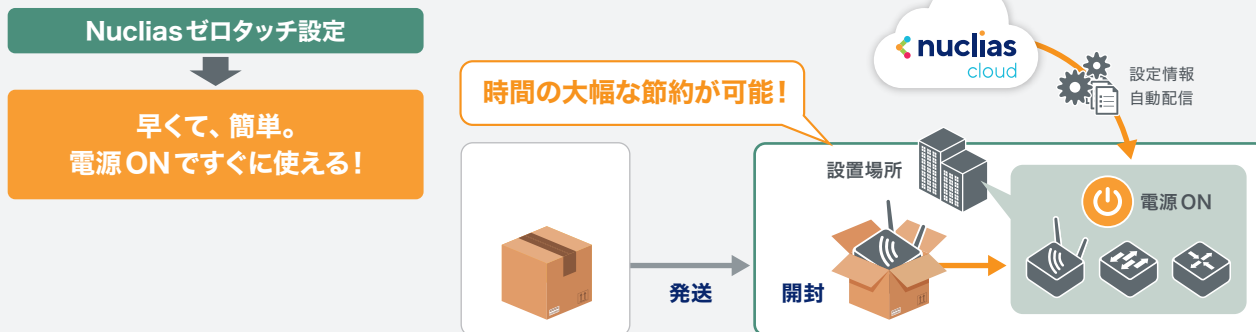 Nucliasゼロタッチ設定
早くて、簡単。
電源ONですぐに使える！
時間の大幅な節約が可能！
nuclias
cloud
設定情報
自動配信
設置場所
電源ON
発送
開封